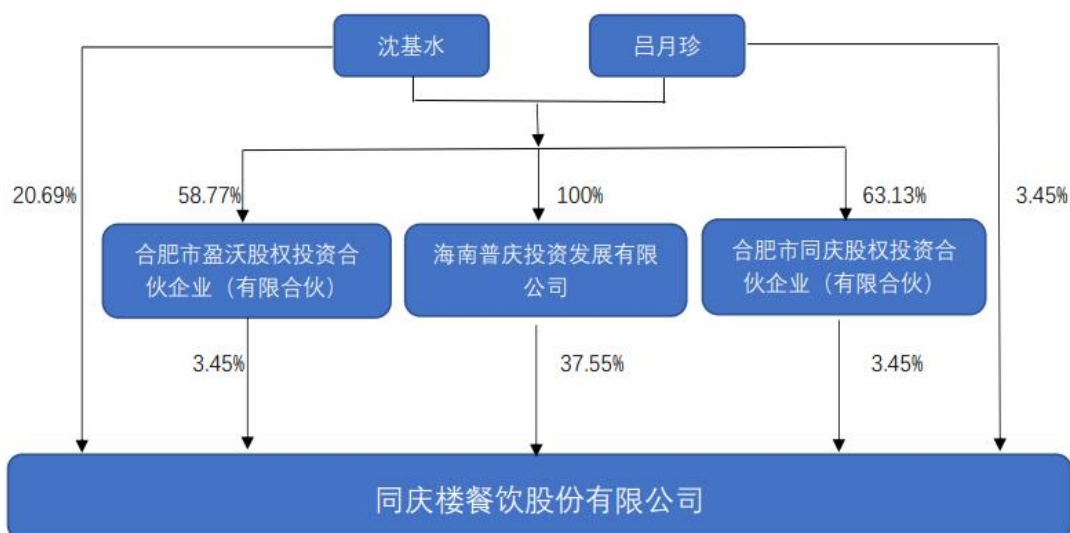 沈基水
吕月珍
20.69%
58.77%
100%
63.13%
3.45%
合肥市盈沃股权投资合
伙企业（有限合伙）
海南普庆投资发展有限
公司
合肥市同庆股权投资合
伙企业（有限合伙）
3.45%
37.55%
3.45%
同庆楼餐饮股份有限公司